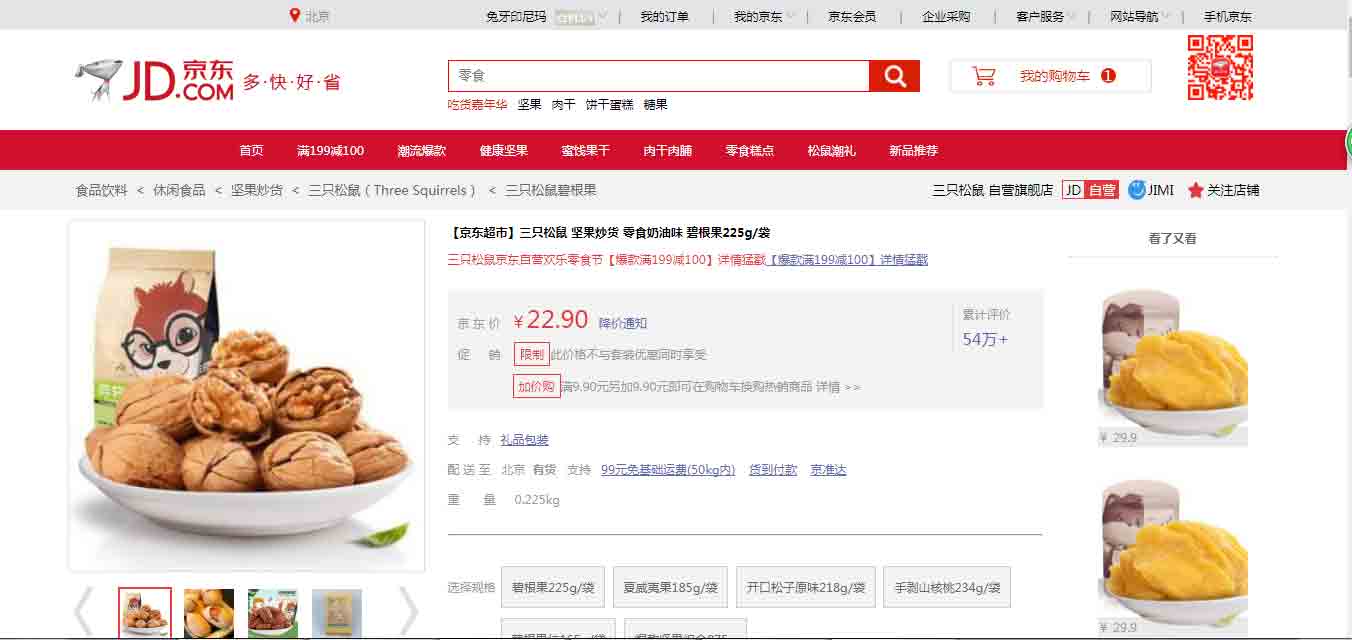 北京
兔牙印尼玛 我的订单 我的京东 京东会员 企业采购 客户服务 网站导航 手机京东
JD.COM 京东 多·快·好·省
零食
我的购物车 1
吃货嘉年华 坚果 肉干 饼干蛋糕 糖果
首页 满199减100 潮流爆款 健康坚果 蜜饯果干 肉干肉脯 零食糕点 松鼠潮礼 新品推荐
食品饮料 < 休闲食品 < 坚果炒货 < 三只松鼠（Three Squirrels） < 三只松鼠碧根果
三只松鼠 自营旗舰店 JD 自营 JIMI 关注店铺
【京东超市】三只松鼠 坚果炒货 零食奶油味 碧根果225g/袋
三只松鼠京东自营欢乐零食节【爆款满199减100】详情猛戳【爆款满199减100】详情猛戳
京东价 ¥22.90 降价通知
累计评价
54万+
促 销 限制 此价格不与套装优惠同时享受
加价购 满9.90元另加9.90元即可在购物车换购热销商品 详情 >>
支 持 礼品包装
配送至 北京 有货 支持 99元免基础运费(50kg内) 货到付款 京准达
重 量 0.225kg
选择规格 碧根果225g/袋 夏威夷果185g/袋 开口松子原味218g/袋 手剥山核桃234g/袋
看了又看
¥ 29.9
¥ 29.9